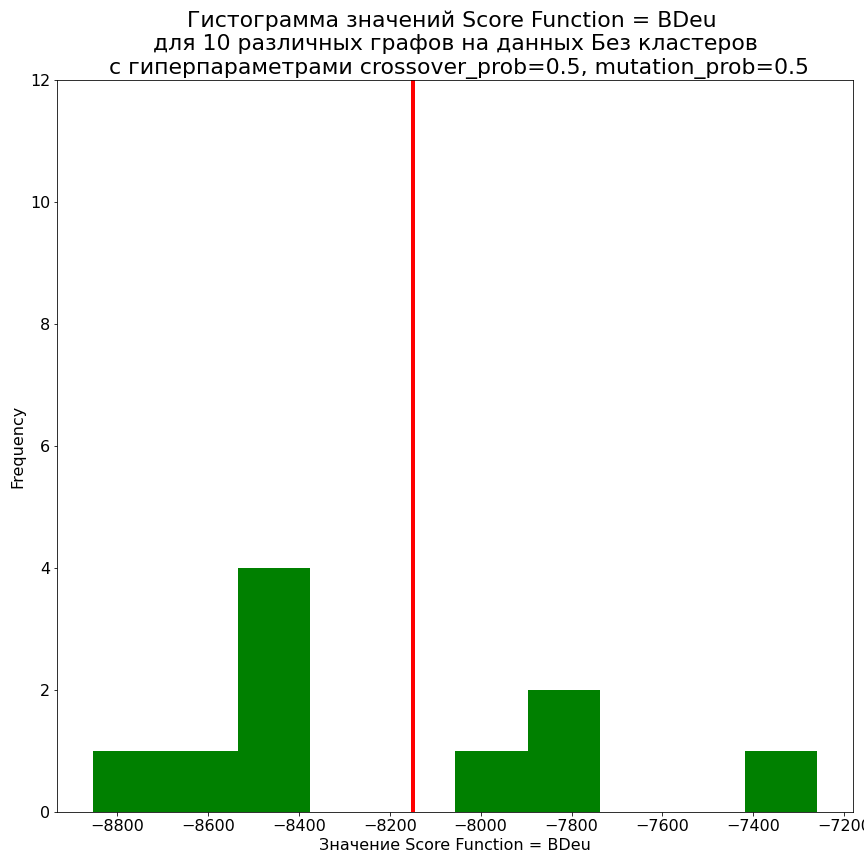 Гистограмма значений Score Function = BDeu
для 10 различных графов на данных Без кластеров
с гиперпараметрами crossover_prob=0.5, mutation_prob=0.5
12
10
8
6
4
2
0
Frequency
−8800 −8600 −8400 −8200 −8000 −7800 −7600 −7400 −7200
Значение Score Function = BDeu